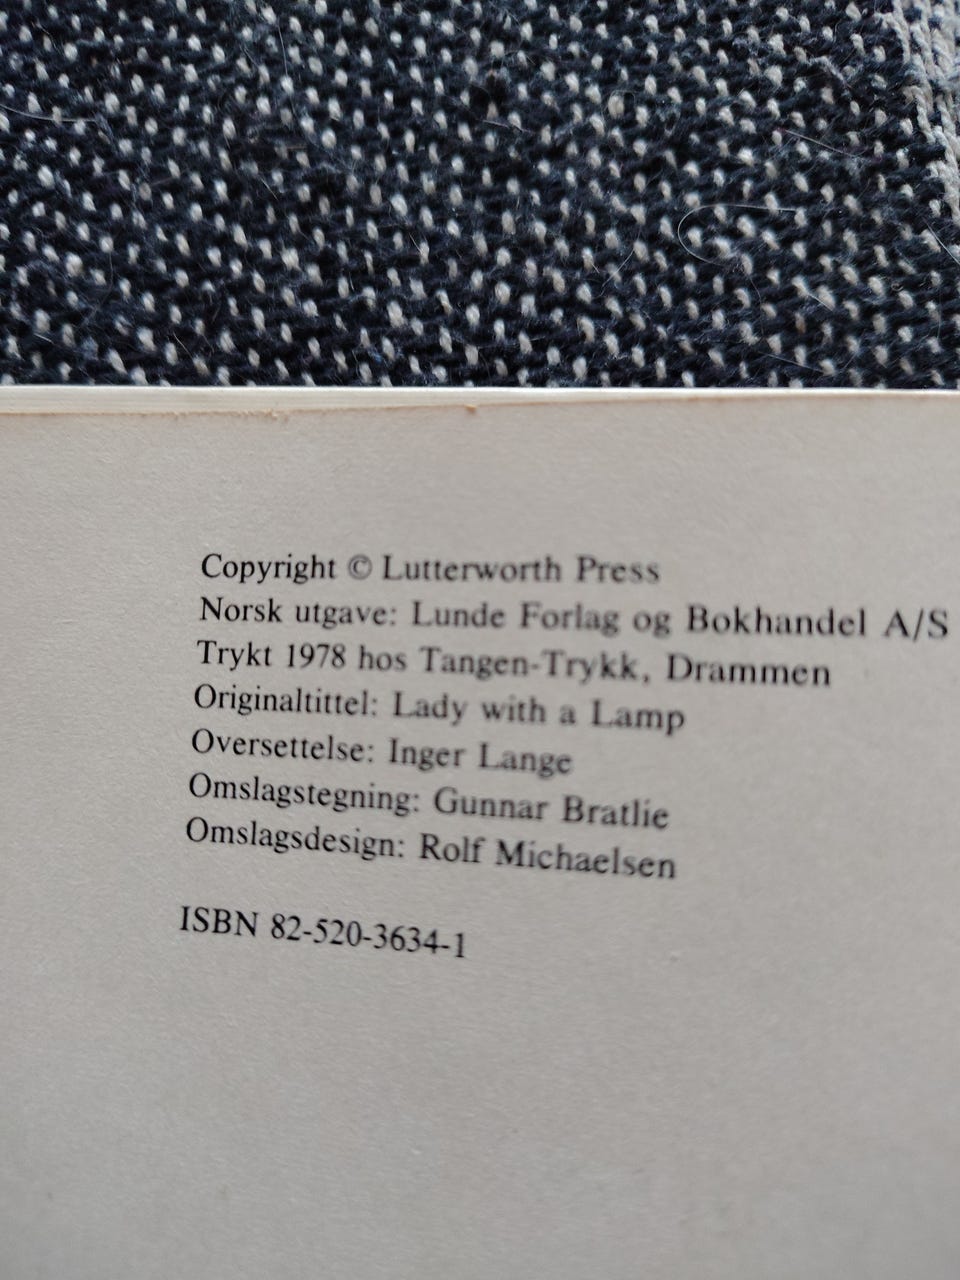 Copyright © Lutterworth Press
Norsk utgave: Lunde Forlag og Bokhandel A/S
Trykt 1978 hos Tangen-Trykk, Drammen
Originaltittel: Lady with a Lamp
Oversettelse: Inger Lange
Omslagstegning: Gunnar Bratlie
Omslagsdesign: Rolf Michaelsen
ISBN 82-520-3634-1